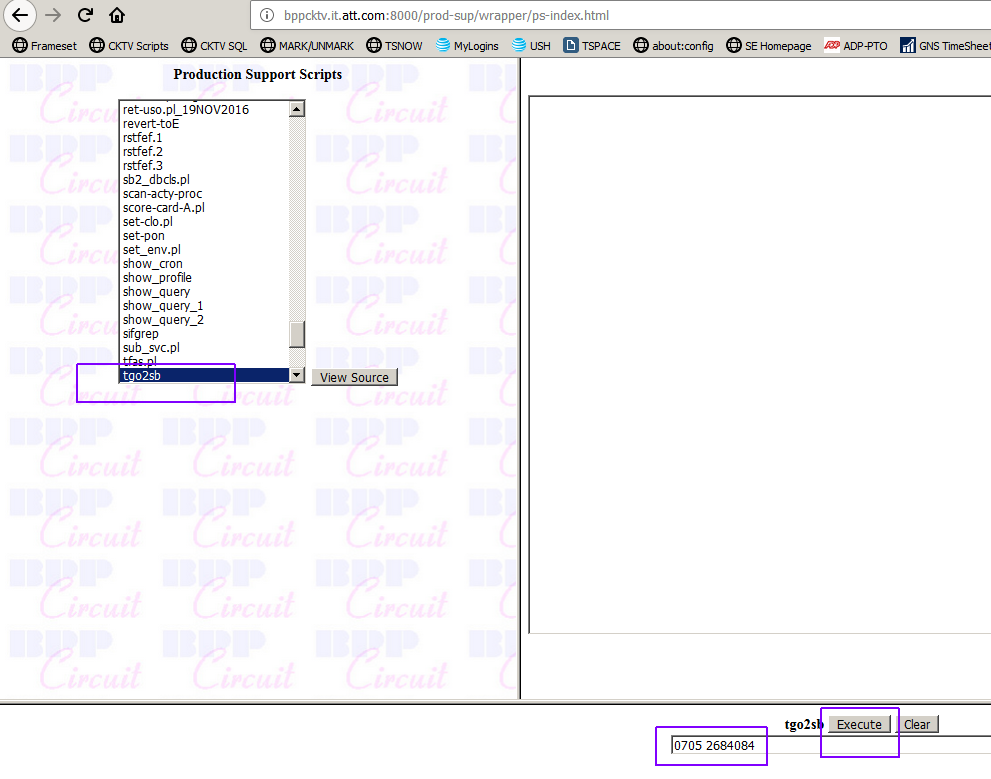 bppcktv.it.att.com:8000/prod-sup/wrapper/ps-index.html
Frameset CKTV Scripts CKTV SQL MARK/UNMARK TSNOW MyLogins USH TSPACE about:config SE Homepage ADP-PTO GNS TimeSheet
Production Support Scripts
ret-uso.pl_19NOV2016
revert-toE
rstfef.1
rstfef.2
rstfef.3
sb2_dbcls.pl
scan-acty-proc
score-card-A.pl
set-clo.pl
set-pon
set_env.pl
show_cron
show_profile
show_query
show_query_1
show_query_2
sifgrep
sub_svc.pl
tfas.pl
tgo2sb
View Source
BPP Circuit
tgo2sb Execute Clear
0705 2684084